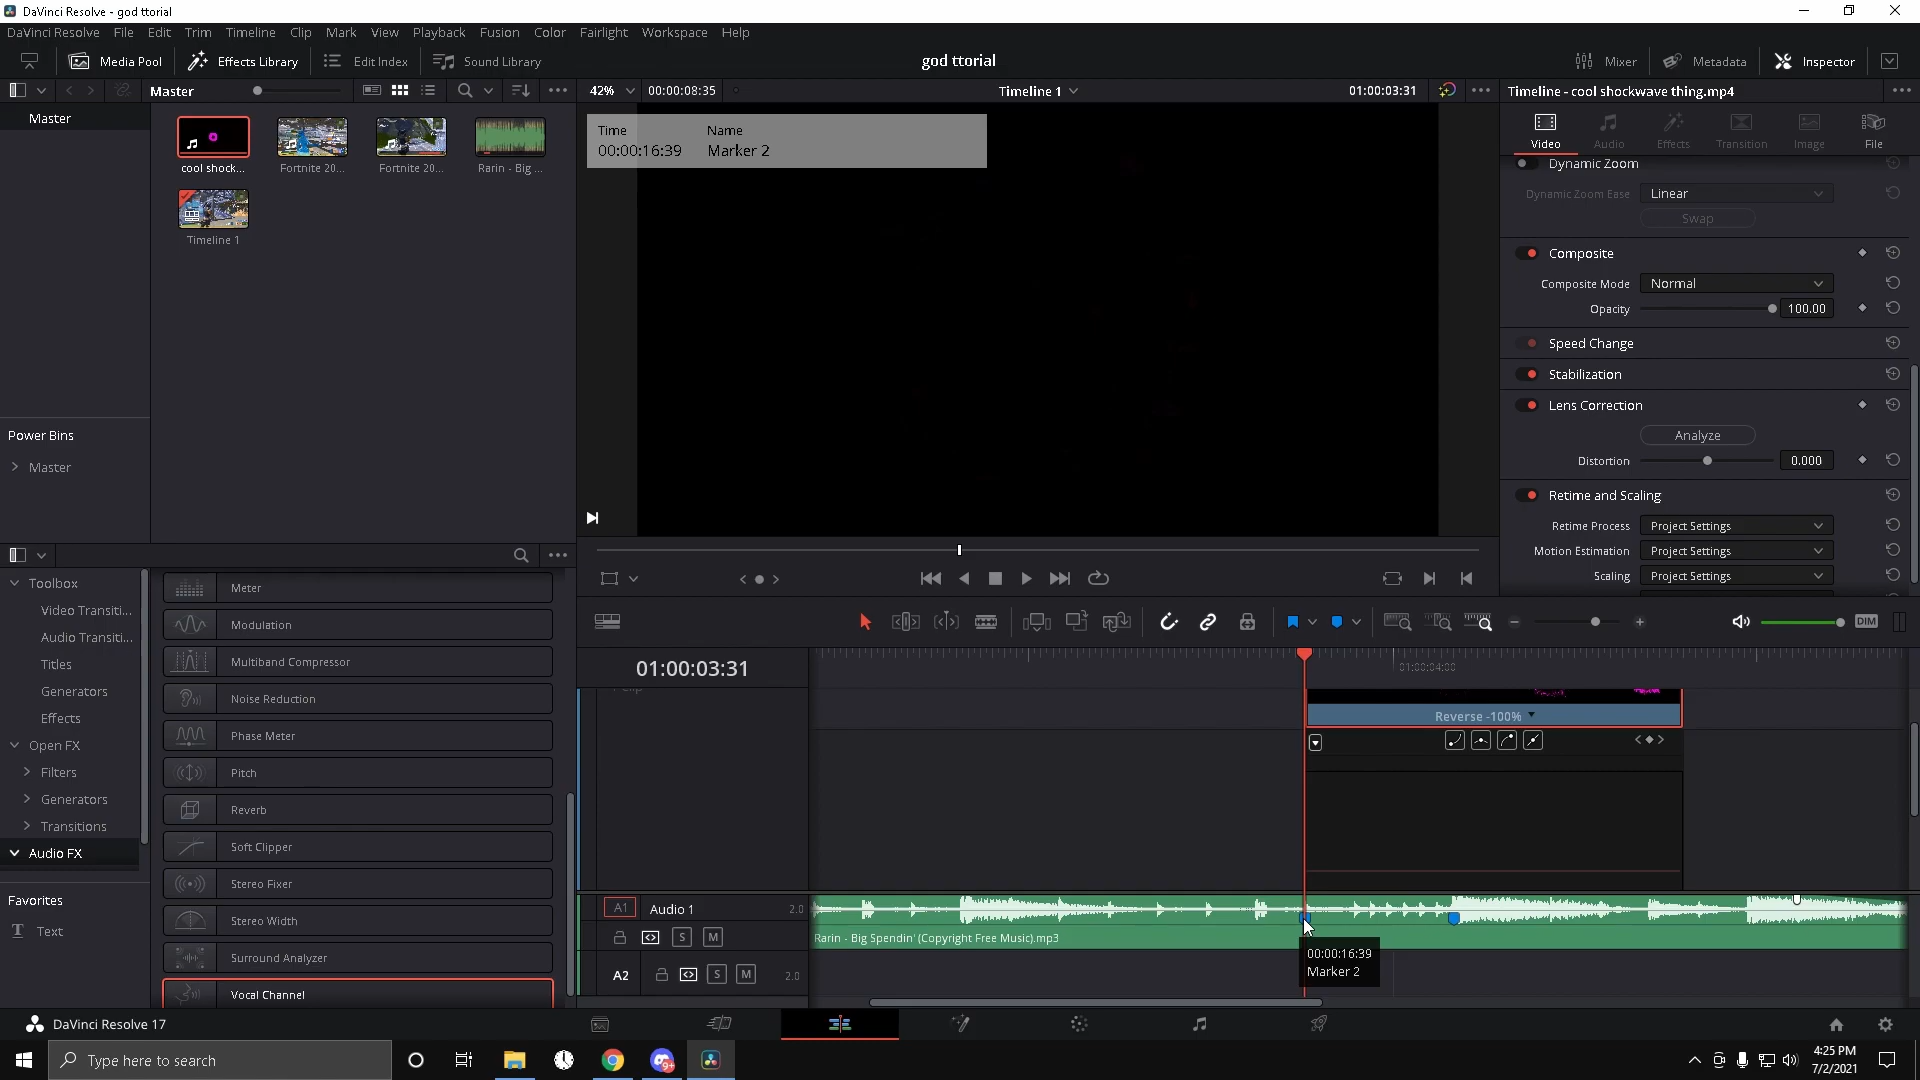 DaVinci Resolve - god ttorial
DaVinci Resolve File Edit Trim Timeline Clip Mark View Playback Fusion Color Fairlight Workspace Help
Media Pool Effects Library Edit Index Sound Library god ttorial Mixer Metadata Inspector
Master 42% 00:00:08:35 Timeline 1 01:00:03:31 Timeline - cool shockwave thing.mp4
Master
cool shock... Fortnite 20... Fortnite 20... Rarin - Big ...
Timeline 1
Time Name
00:00:16:39 Marker 2
Video Audio Effects Transition Image File
Dynamic Zoom
Dynamic Zoom Ease Linear
Swap
Composite
Composite Mode Normal
Opacity 100.00
Speed Change
Stabilization
Lens Correction
Analyze
Distortion 0.000
Retime and Scaling
Retime Process Project Settings
Motion Estimation Project Settings
Scaling Project Settings
Power Bins
Master
Toolbox
Video Transiti...
Audio Transiti...
Titles
Generators
Effects
Open FX
Filters
Generators
Transitions
Audio FX
Favorites
T Text
Meter
Modulation
Multiband Compressor
Noise Reduction
Phase Meter
Pitch
Reverb
Soft Clipper
Stereo Fixer
Stereo Width
Surround Analyzer
Vocal Channel
DIM
01:00:03:31
01:00:04:00
Reverse -100%
A1 Audio 1 2.0
S M
Rarin - Big Spendin' (Copyright Free Music).mp3
00:00:16:39
Marker 2
A2 S M 2.0
DaVinci Resolve 17
Type here to search
9+
4:25 PM
7/2/2021